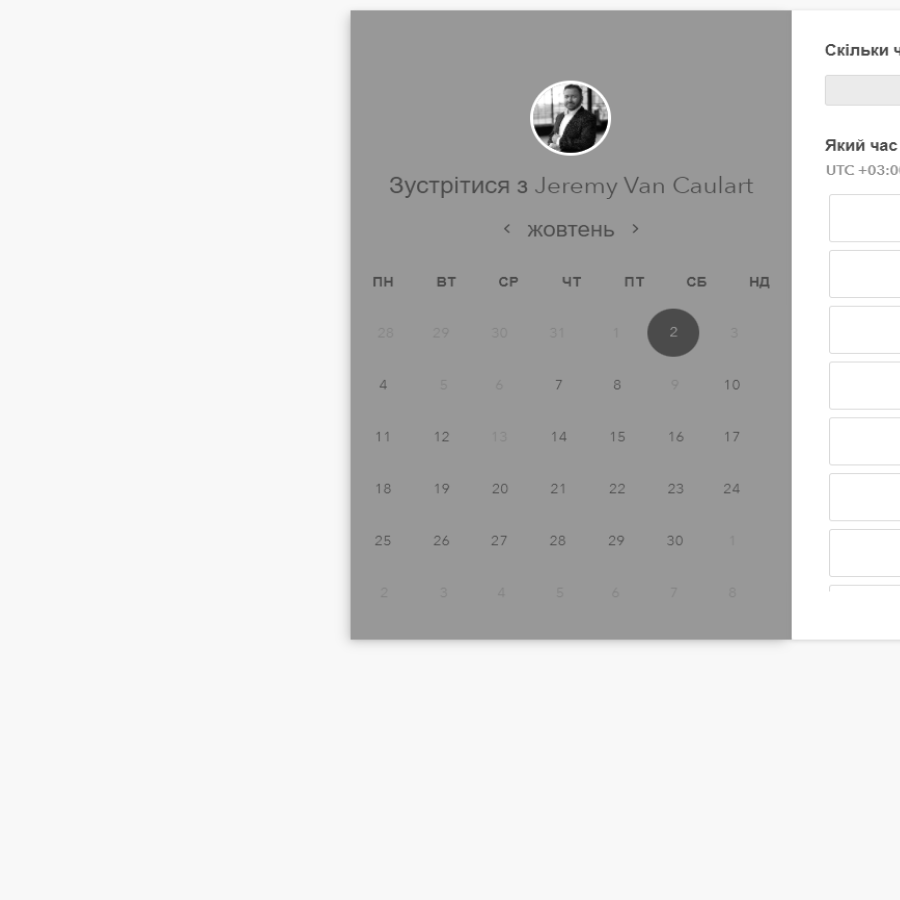 Зустрітися з Jeremy Van Caulart
жовтень
ПН ВТ СР ЧТ ПТ СБ НД
28 29 30 31 1 2 3
4 5 6 7 8 9 10
11 12 13 14 15 16 17
18 19 20 21 22 23 24
25 26 27 28 29 30 1
2 3 4 5 6 7 8
Скільки
Який час
UTC +03:0